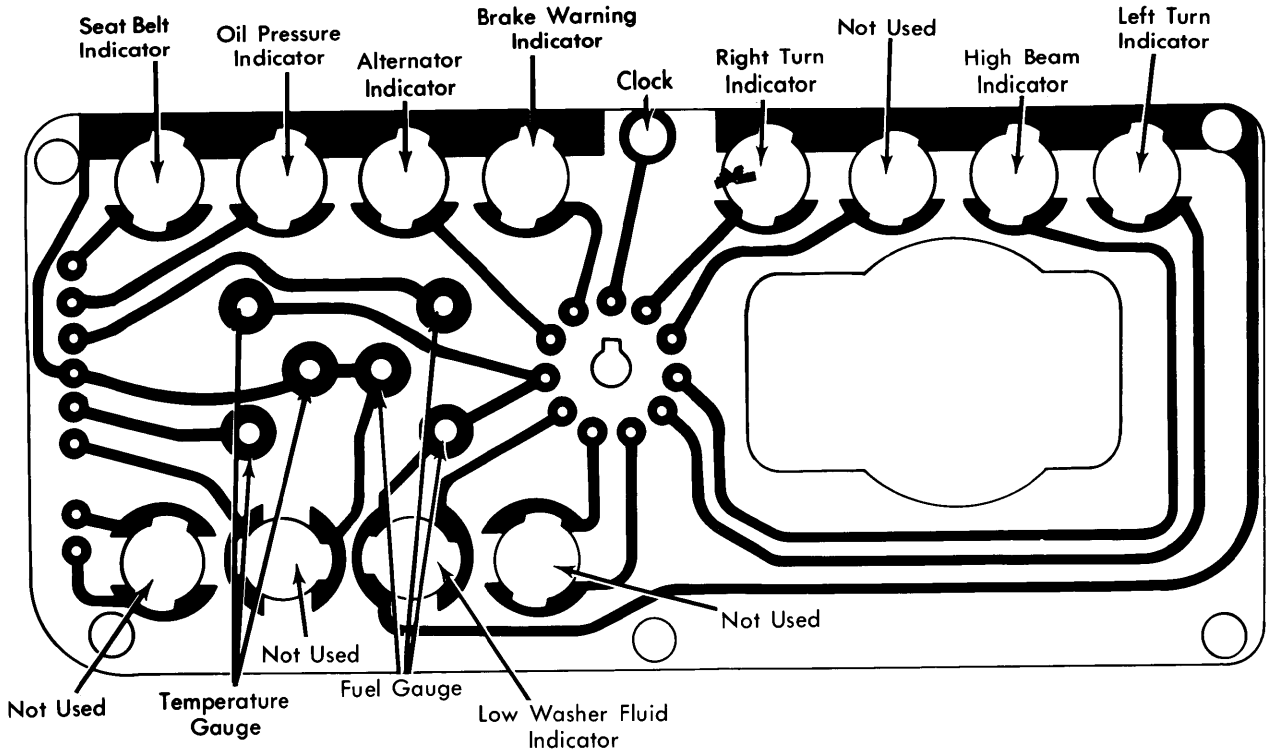 Seat Belt
Indicator
Oil Pressure
Indicator
Alternator
Indicator
Brake Warning
Indicator
Clock
Right Turn
Indicator
Not Used
High Beam
Indicator
Left Turn
Indicator
Not Used
Temperature
Gauge
Not Used
Fuel Gauge
Low Washer Fluid
Indicator
Not Used